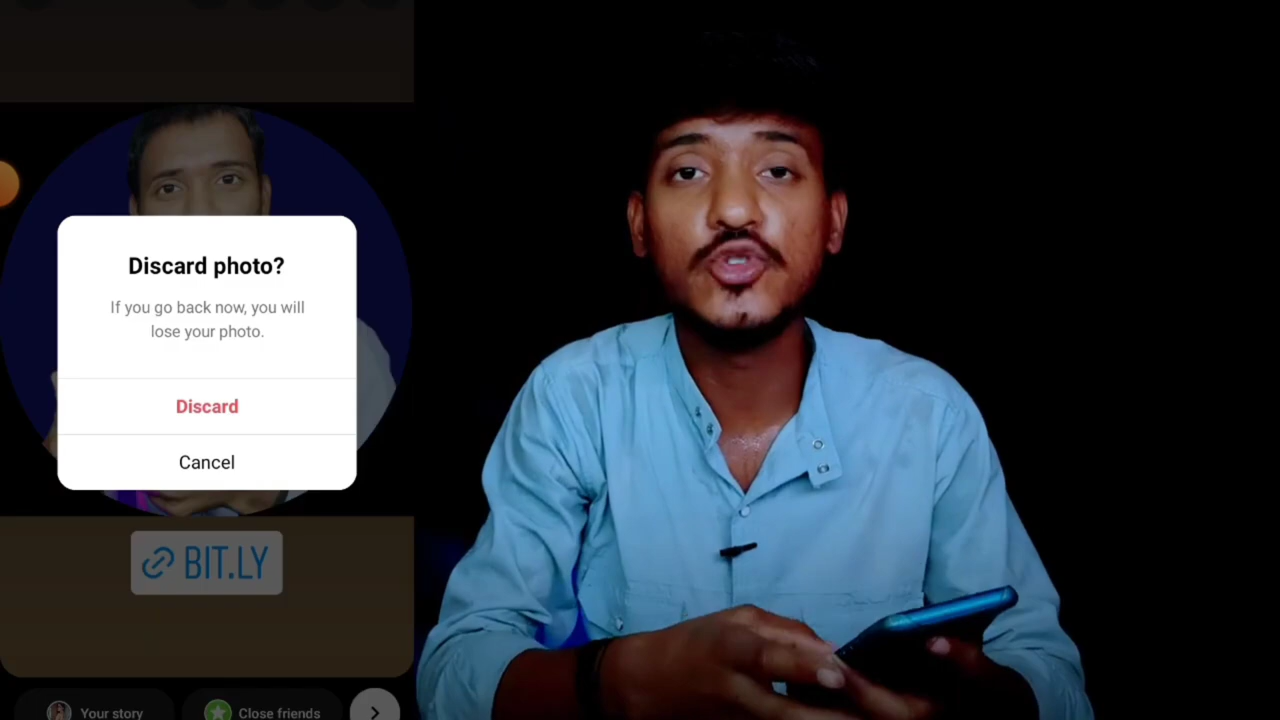 Discard photo?
If you go back now, you will
lose your photo.
Discard
Cancel
BIT.LY
Your story
Close friends